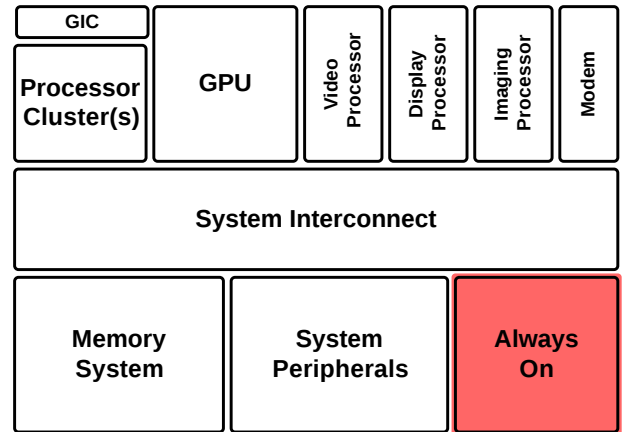 GIC
Processor
Cluster(s)
GPU
Video
Processor
Display
Processor
Imaging
Processor
Modem
System Interconnect
Memory
System
System
Peripherals
Always
On